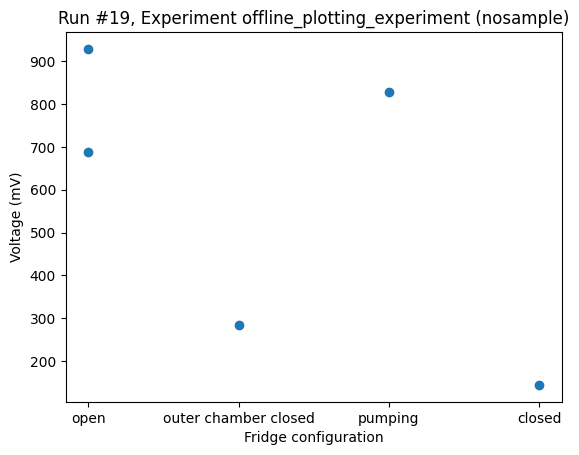 Run #19, Experiment offline_plotting_experiment (nosample)
900
800
700
600
500
400
300
200
Voltage (mV)
open
outer chamber closed
pumping
closed
Fridge configuration